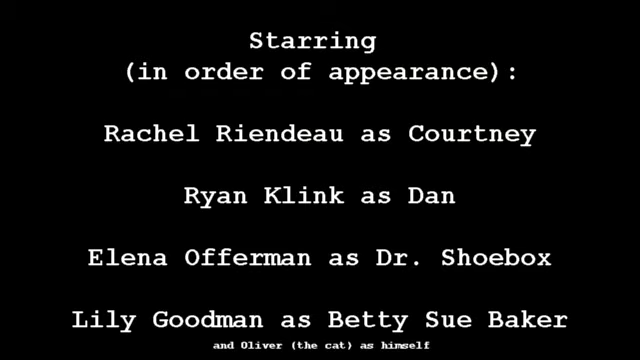 Starring
(in order of appearance):
Rachel Riendeau as Courtney
Ryan Klink as Dan
Elena Offerman as Dr. Shoebox
Lily Goodman as Betty Sue Baker
and Oliver (the cat) as himself